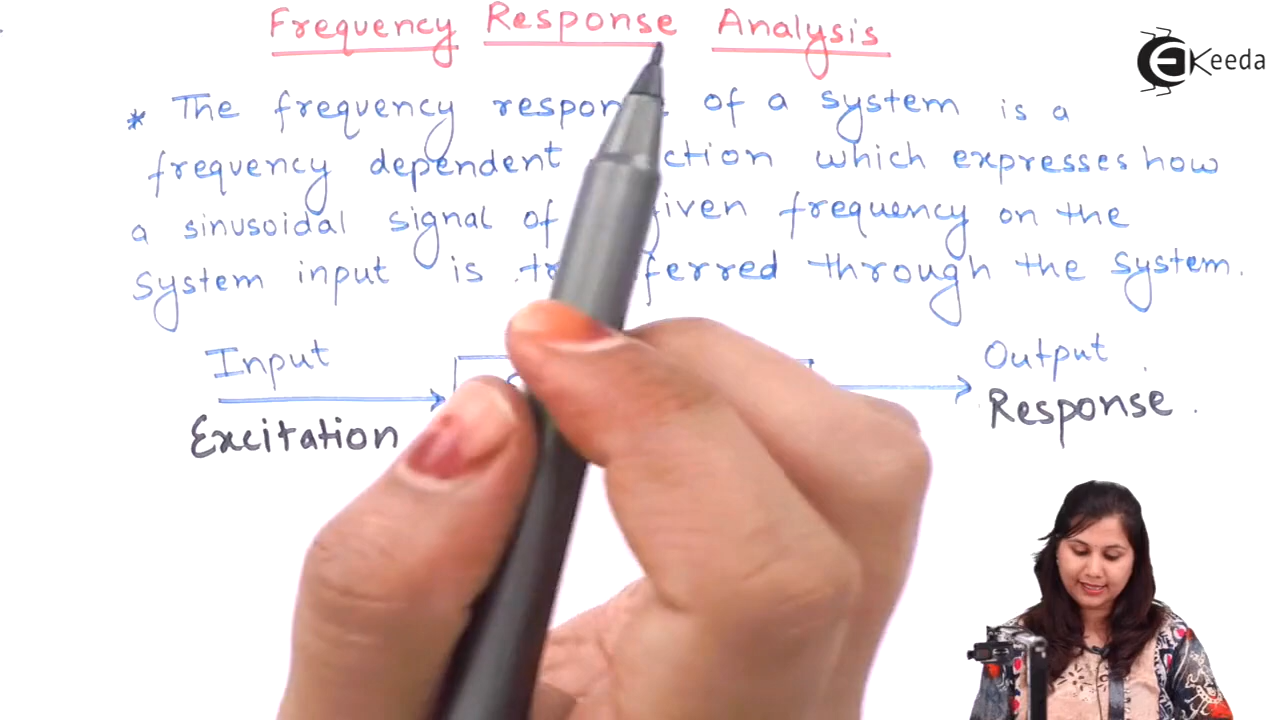 Frequency Response Analysis
Keeda
* The frequency respon of a system is a
frequency dependent ction which expresses how
a sinusoidal signal of given frequency on the
system input is ferred through the system.
Input
Output
Excitation
Response.